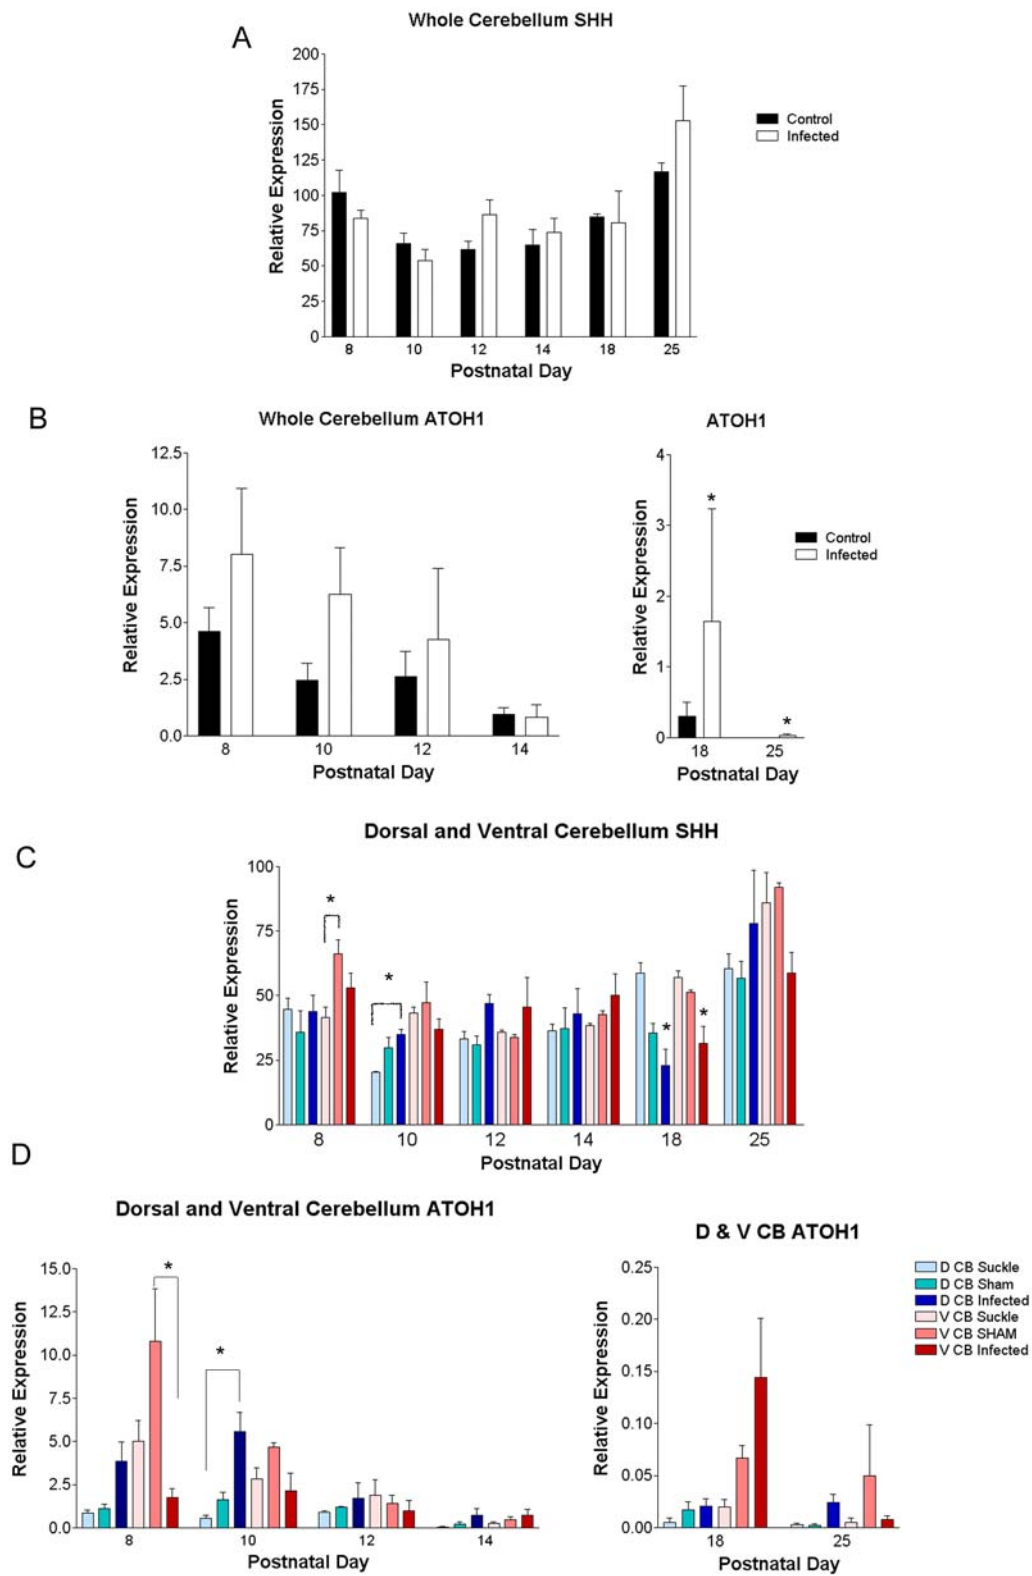 A
Whole Cerebellum SHH
200
175
150
125
100
75
50
25
0
Relative Expression
8 10 12 14 18 25
Postnatal Day
Control
Infected
B
Whole Cerebellum ATOH1
12.5
10.0
7.5
5.0
2.5
0.0
Relative Expression
8 10 12 14
Postnatal Day
ATOH1
4
3
2
1
0
Relative Expression
* *
18 25
Postnatal Day
Control
Infected
C
Dorsal and Ventral Cerebellum SHH
100
75
50
25
0
Relative Expression
* * * *
8 10 12 14 18 25
Postnatal Day
D
Dorsal and Ventral Cerebellum ATOH1
15.0
12.5
10.0
7.5
5.0
2.5
0.0
Relative Expression
* *
8 10 12 14
Postnatal Day
D & V CB ATOH1
0.25
0.20
0.15
0.10
0.05
0.00
Relative Expression
18 25
Postnatal Day
D CB Suckle
D CB Sham
D CB Infected
V CB Suckle
V CB SHAM
V CB Infected